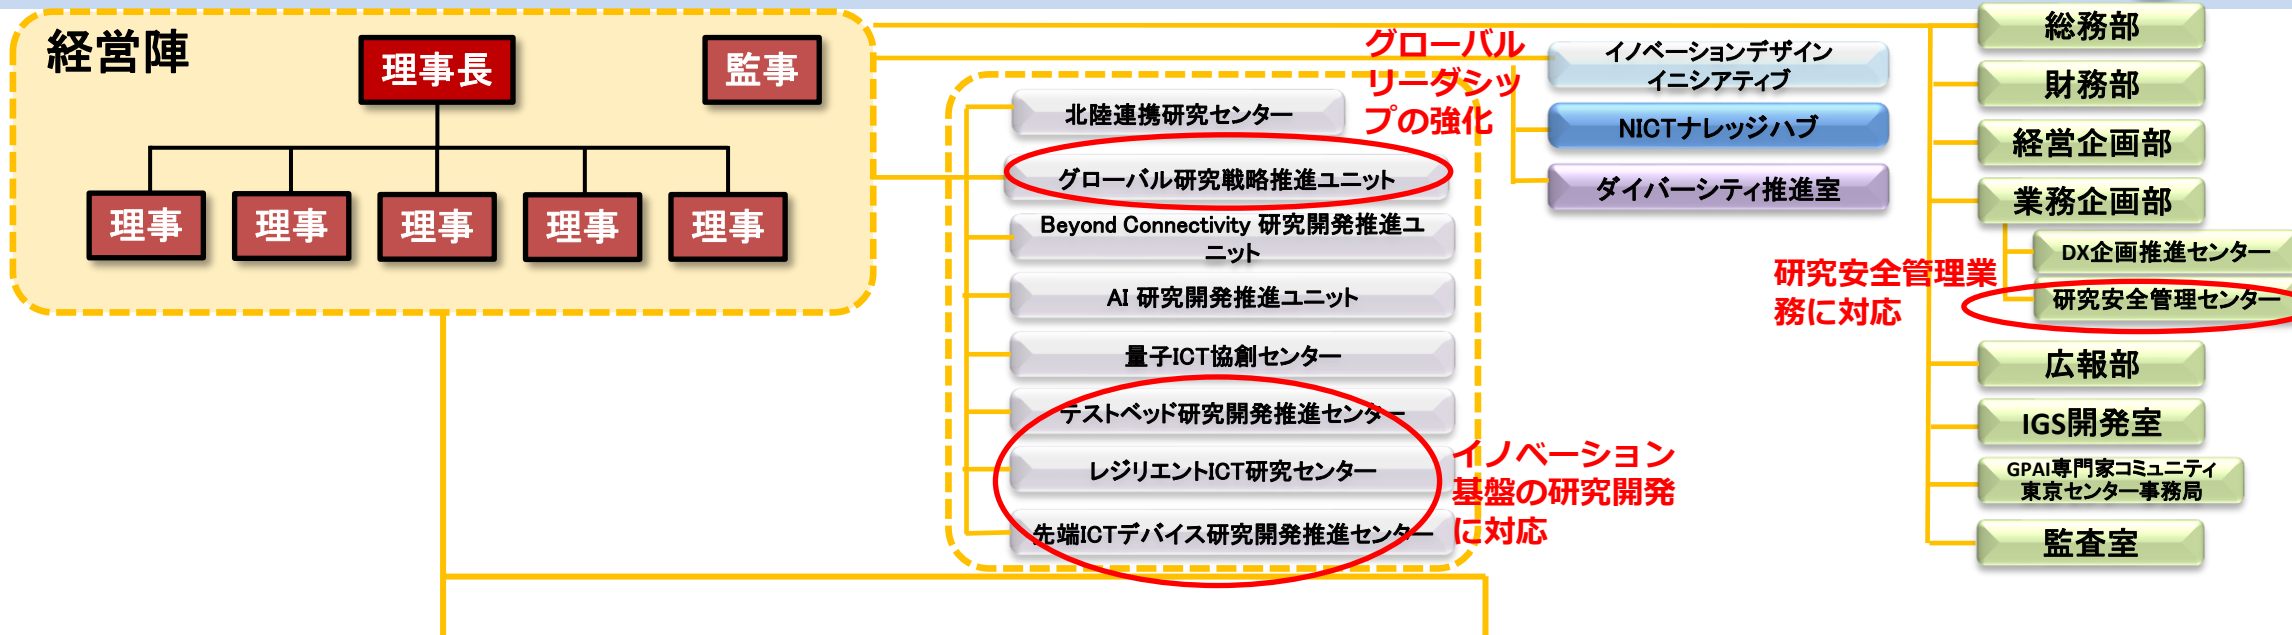 経営陣
理事長
監事
理事
理事
理事
理事
理事
北陸連携研究センター
グローバル研究戦略推進ユニット
Beyond Connectivity 研究開発推進ユ
ニット
AI 研究開発推進ユニット
量子ICT協創センター
テストベッド研究開発推進センター
レジリエントICT研究センター
先端ICTデバイス研究開発推進センター
グローバル
リーダシッ
プの強化
イノベーション
基盤の研究開発
に対応
イノベーションデザイン
イニシアティブ
NICTナレッジハブ
ダイバーシティ推進室
研究安全管理業
務に対応
総務部
財務部
経営企画部
業務企画部
DX企画推進センター
研究安全管理センター
広報部
IGS開発室
GPAI専門家コミュニティ
東京センター事務局
監査室